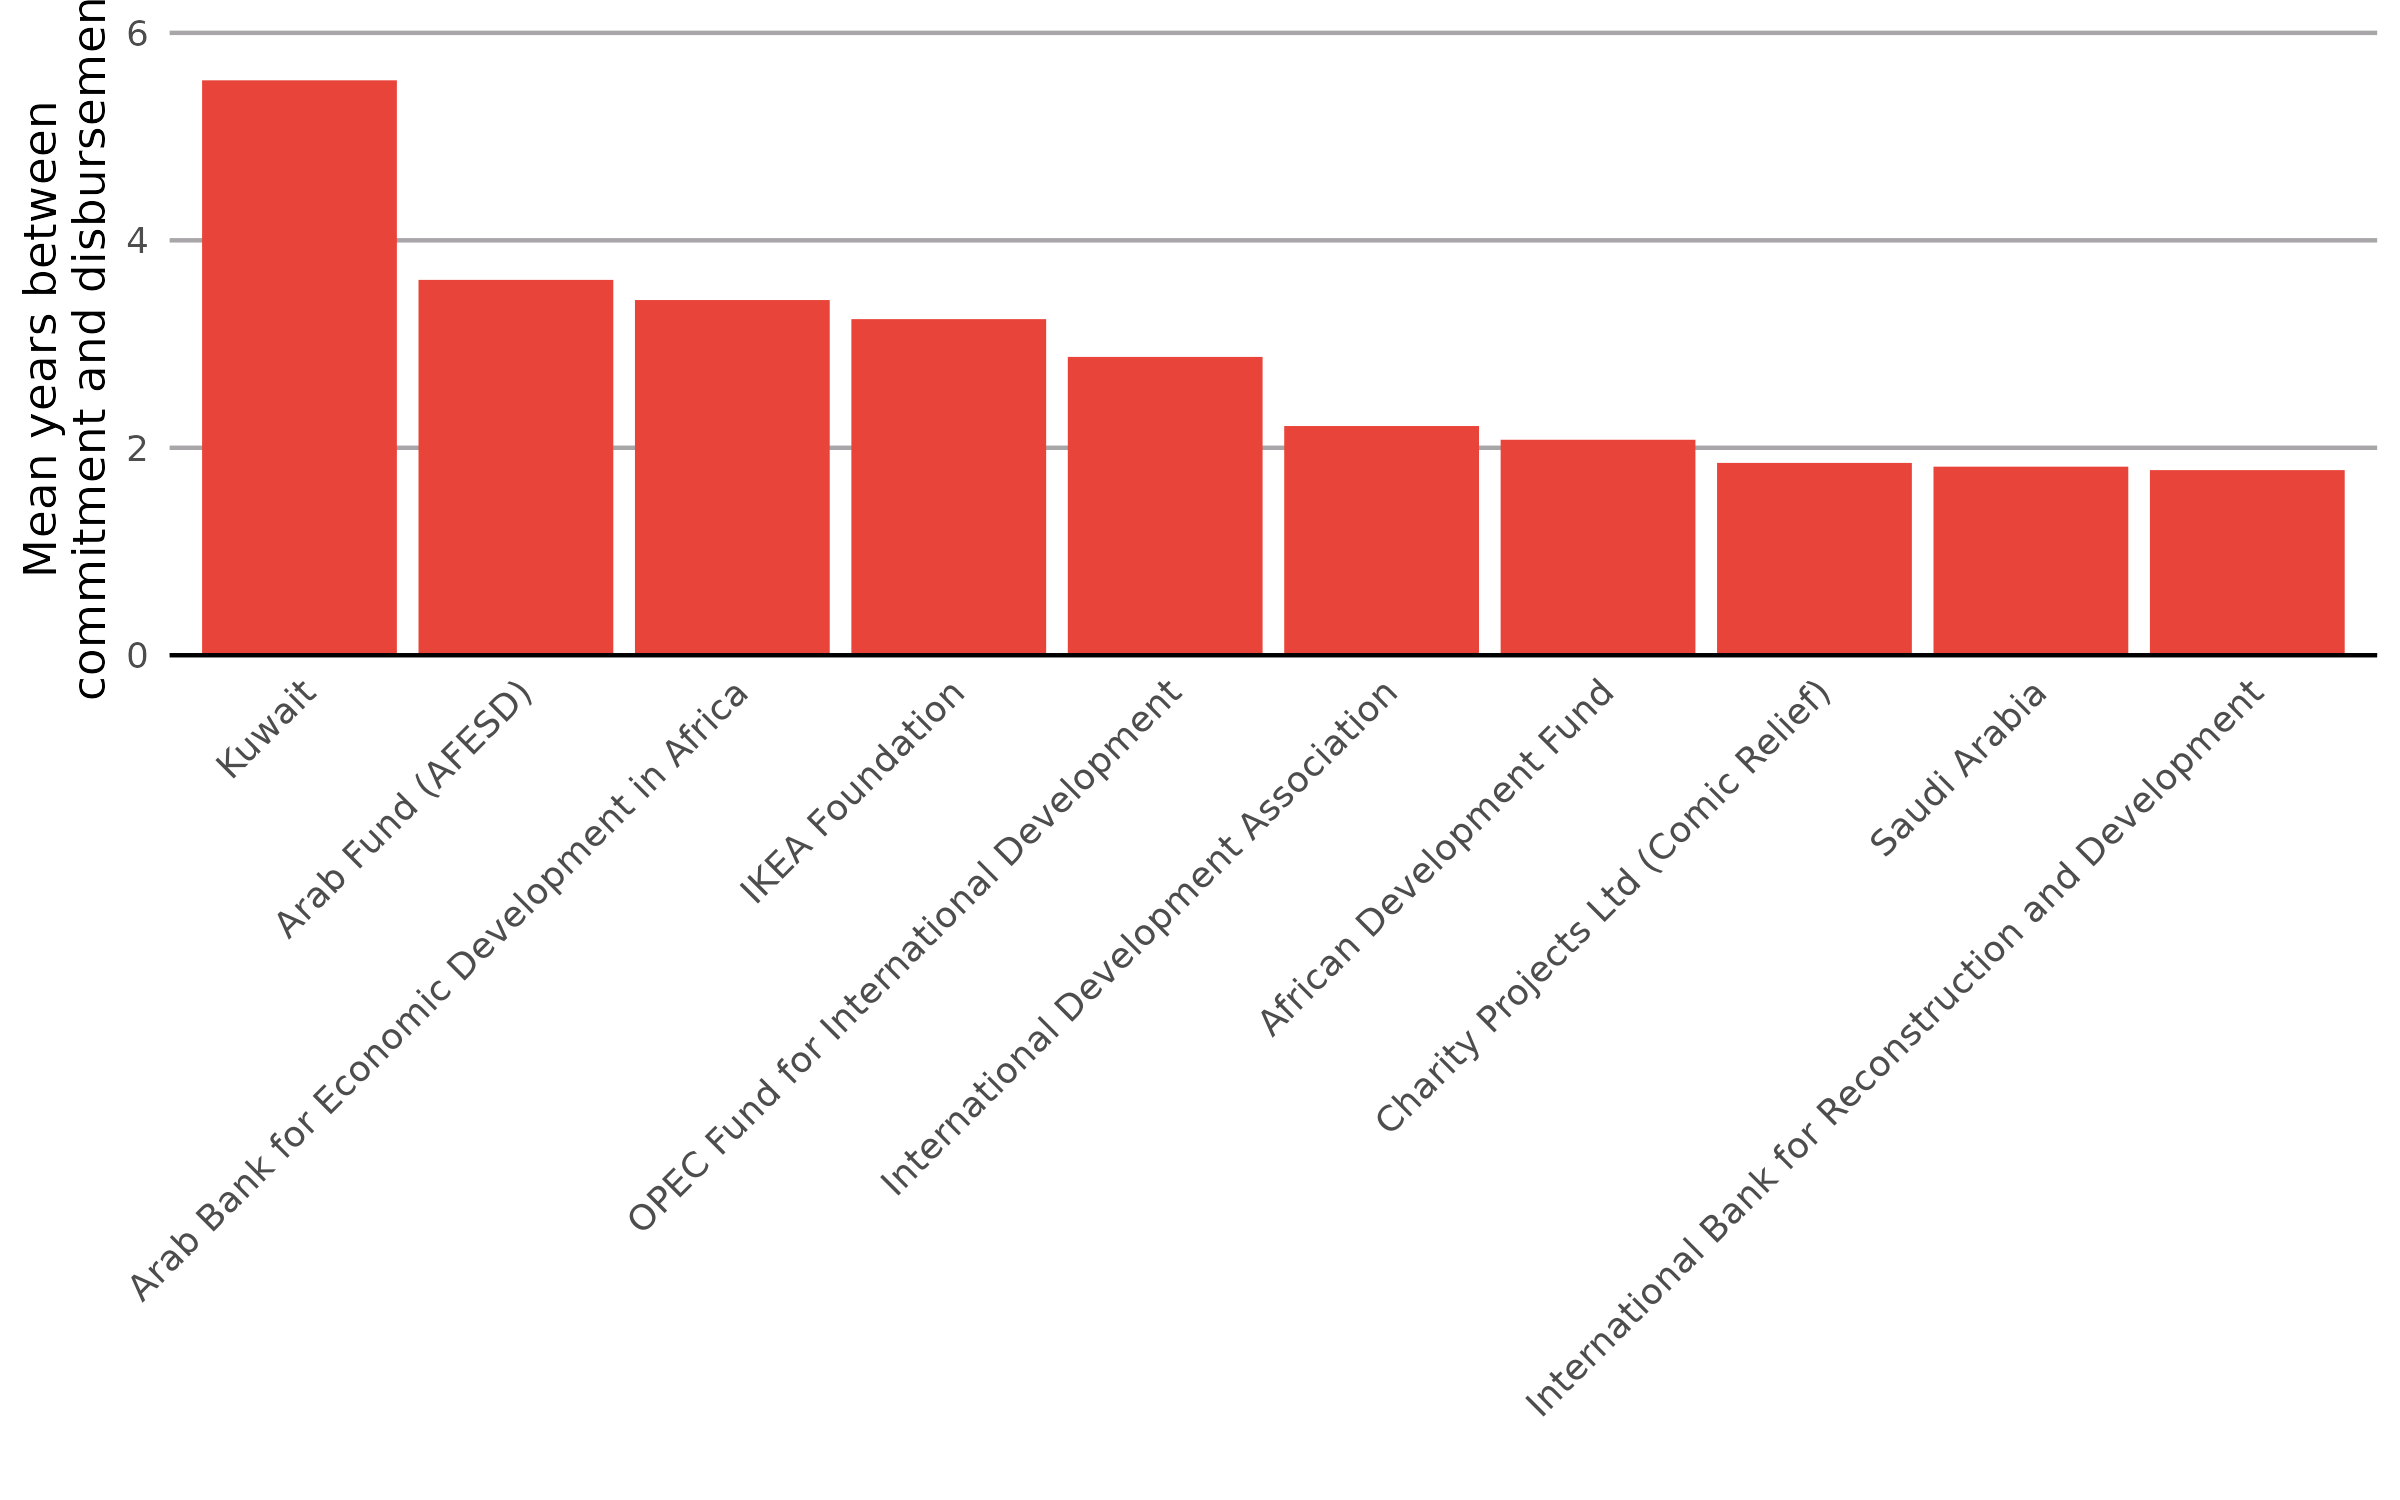 Mean years between
commitment and disbursemen
6
4
2
0
Kuwait
Arab Fund (AFESD)
Arab Bank for Economic Development in Africa
IKEA Foundation
OPEC Fund for International Development
International Development Association
African Development Fund
Charity Projects Ltd (Comic Relief)
Saudi Arabia
International Bank for Reconstruction and Development